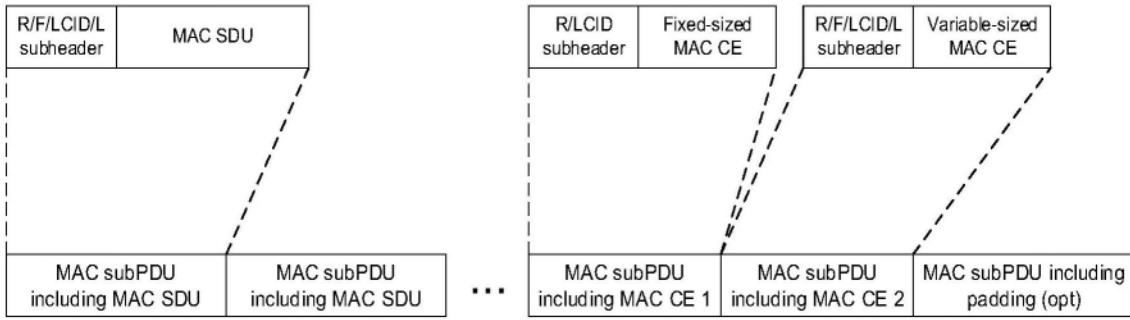 R/F/LCID/L
subheader
MAC SDU
R/LCID
subheader
Fixed-sized
MAC CE
R/F/LCID/L
subheader
Variable-sized
MAC CE
MAC subPDU
including MAC SDU
MAC subPDU
including MAC SDU
...
MAC subPDU
including MAC CE 1
MAC subPDU
including MAC CE 2
MAC subPDU including
padding (opt)